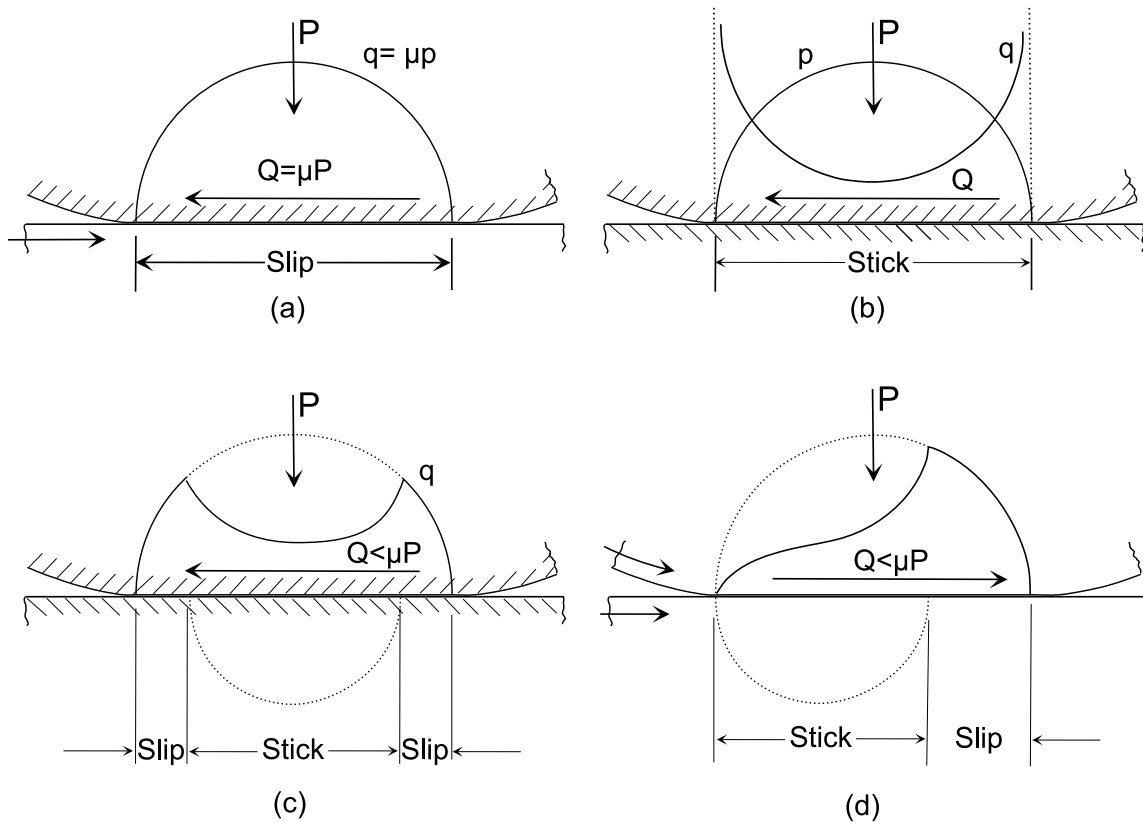 P
q= µp
Q=µP
Slip
(a)
P
p
q
Q
Stick
(b)
P
q
Q<µP
Slip
Stick
Slip
(c)
P
Q<µP
Stick
Slip
(d)